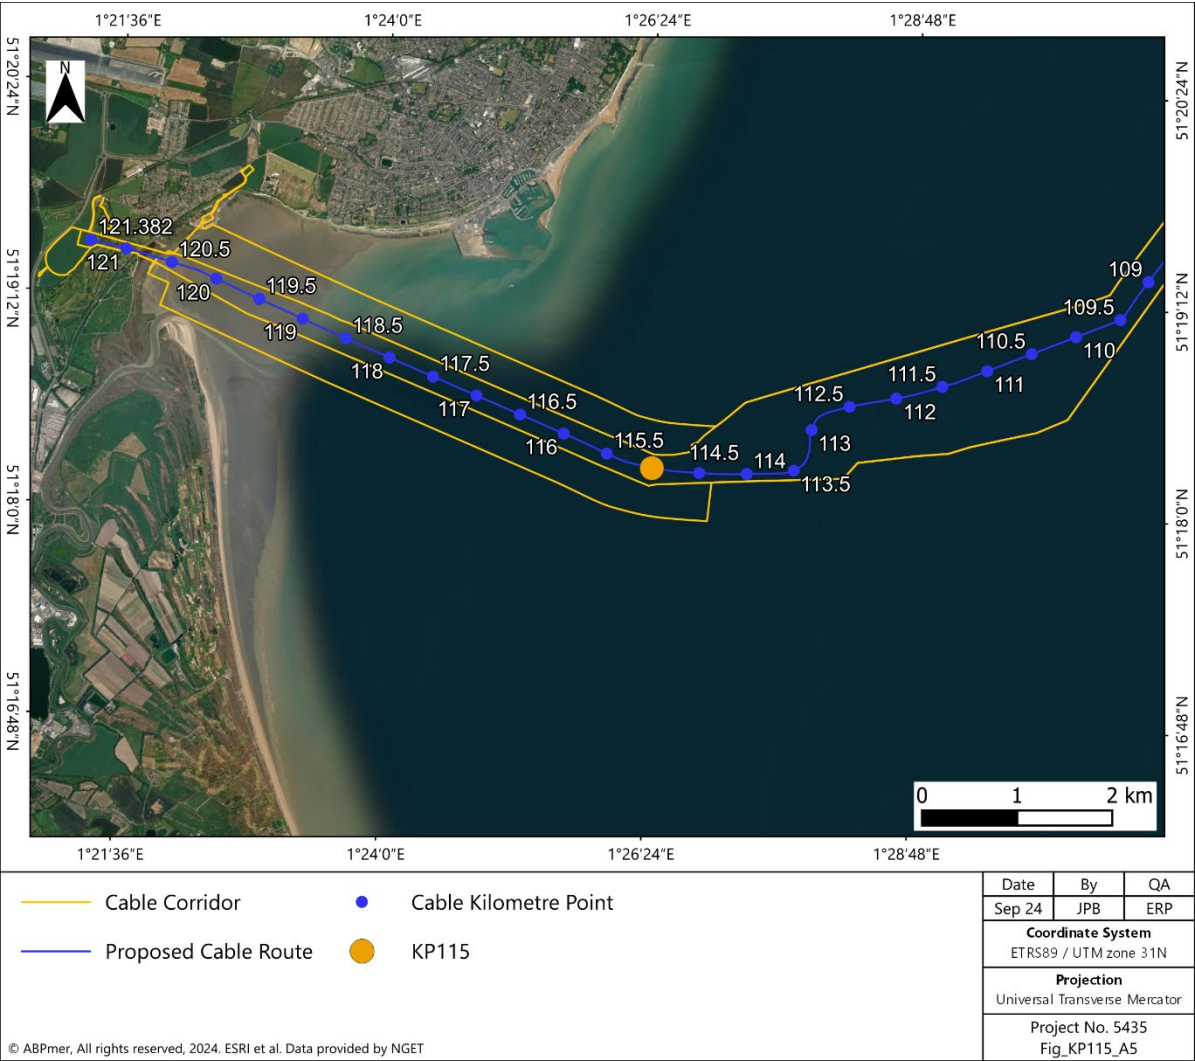 1°21'36"E 1°24'0"E 1°26'24"E 1°28'48"E
51°20'24"N
51°19'12"N
51°18'0"N
51°16'48"N
51°20'24"N
51°19'12"N
51°18'0"N
51°16'48"N
N
121.382
121
120.5
120
119.5
119
118.5
118
117.5
117
116.5
116
115.5
114.5
114
113.5
113
112.5
112
111.5
111
110.5
110
109.5
109
0 1 2 km
1°21'36"E 1°24'0"E 1°26'24"E 1°28'48"E
Cable Corridor
Cable Kilometre Point
Proposed Cable Route
KP115
Date By QA
Sep 24 JPB ERP
Coordinate System
ETRS89 / UTM zone 31N
Projection
Universal Transverse Mercator
Project No. 5435
Fig_KP115_A5
© ABPmer, All rights reserved, 2024. ESRI et al. Data provided by NGET